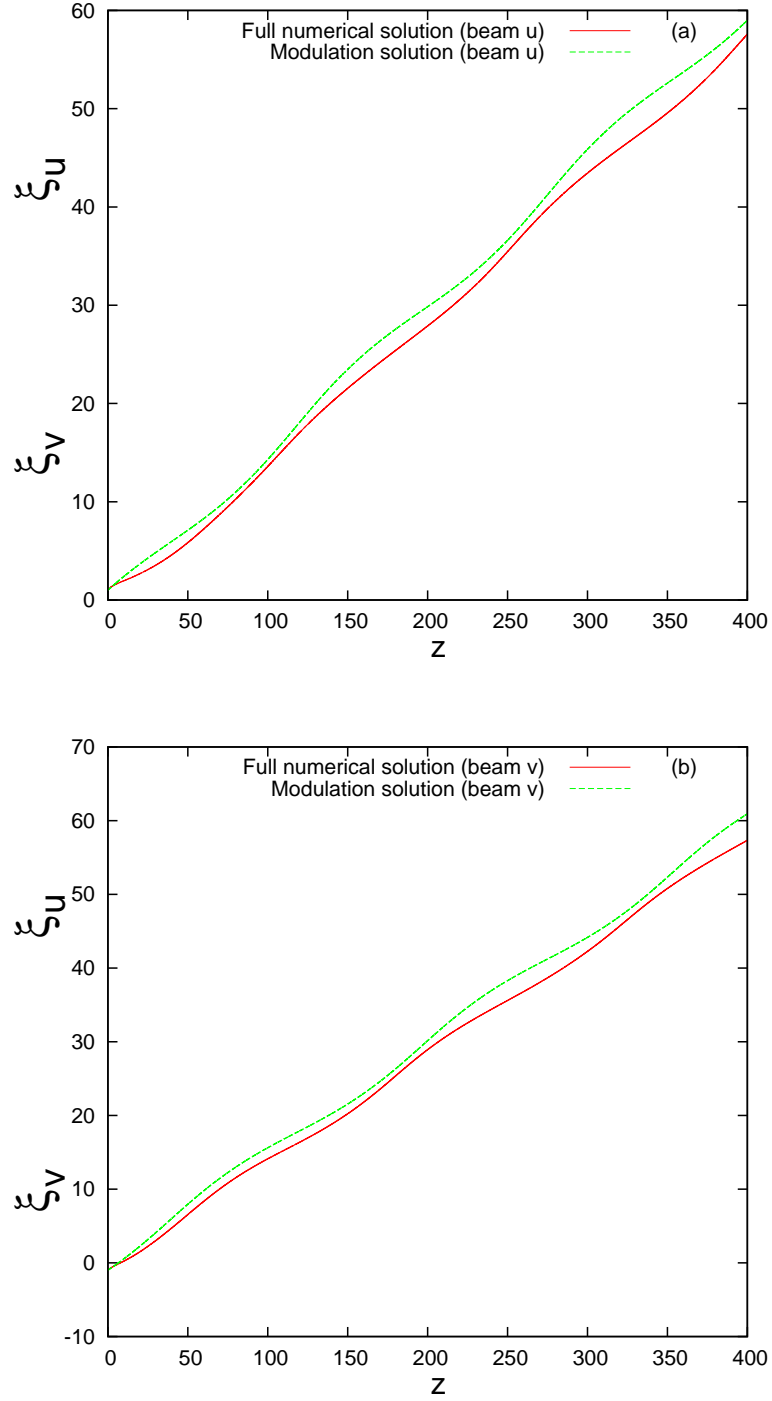 60
50
40
30
20
10
0
ξu
ξv
Full numerical solution (beam u)
Modulation solution (beam u)
(a)
0 50 100 150 200 250 300 350 400
z
70
60
50
40
30
20
10
0
-10
ξu
ξv
Full numerical solution (beam v)
Modulation solution (beam v)
(b)
0 50 100 150 200 250 300 350 400
z